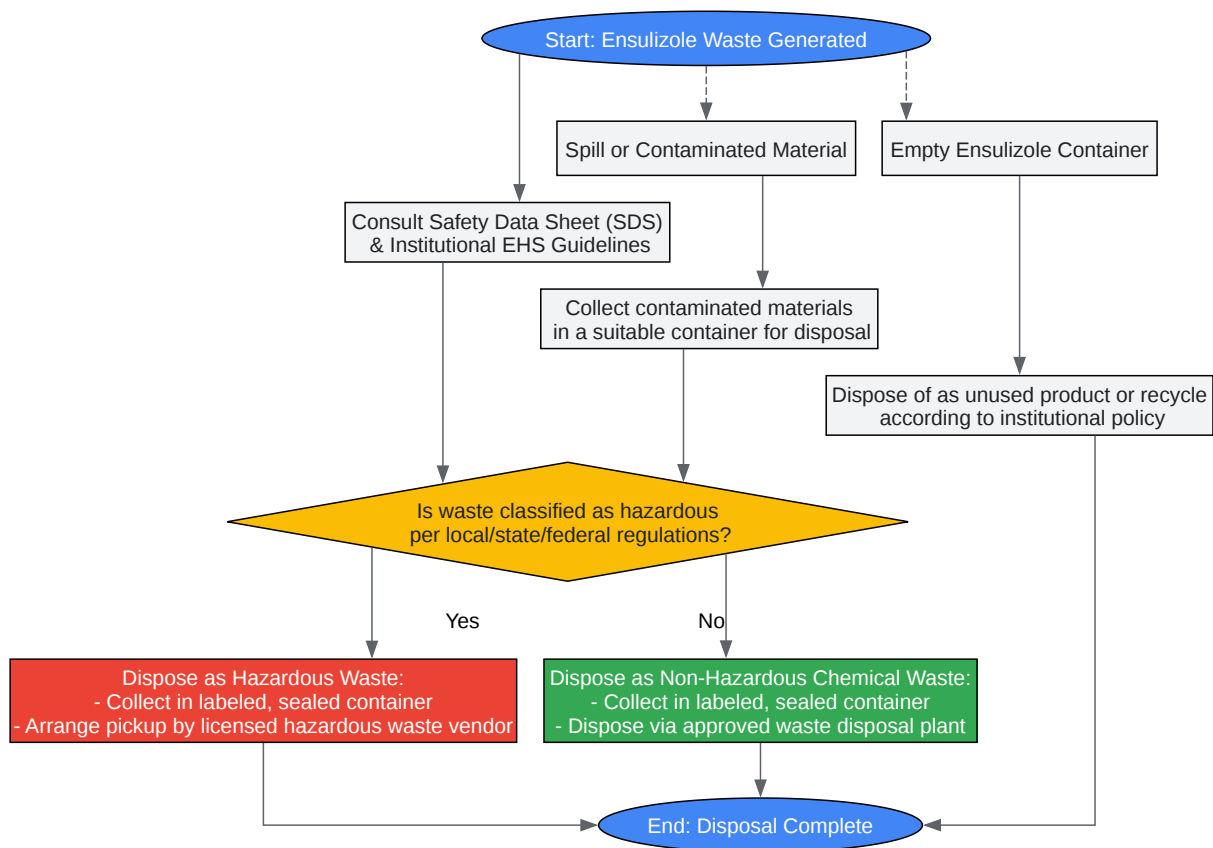 Start: Ensulizole Waste Generated
Spill or Contaminated Material
Empty Ensulizole Container
Consult Safety Data Sheet (SDS)
& Institutional EHS Guidelines
Collect contaminated materials
in a suitable container for disposal
Dispose of as unused product or recycle
according to institutional policy
Is waste classified as hazardous
per local/state/federal regulations?
Yes
No
Dispose as Hazardous Waste:
- Collect in labeled, sealed container
- Arrange pickup by licensed hazardous waste vendor
Dispose as Non-Hazardous Chemical Waste:
- Collect in labeled, sealed container
- Dispose via approved waste disposal plant
End: Disposal Complete